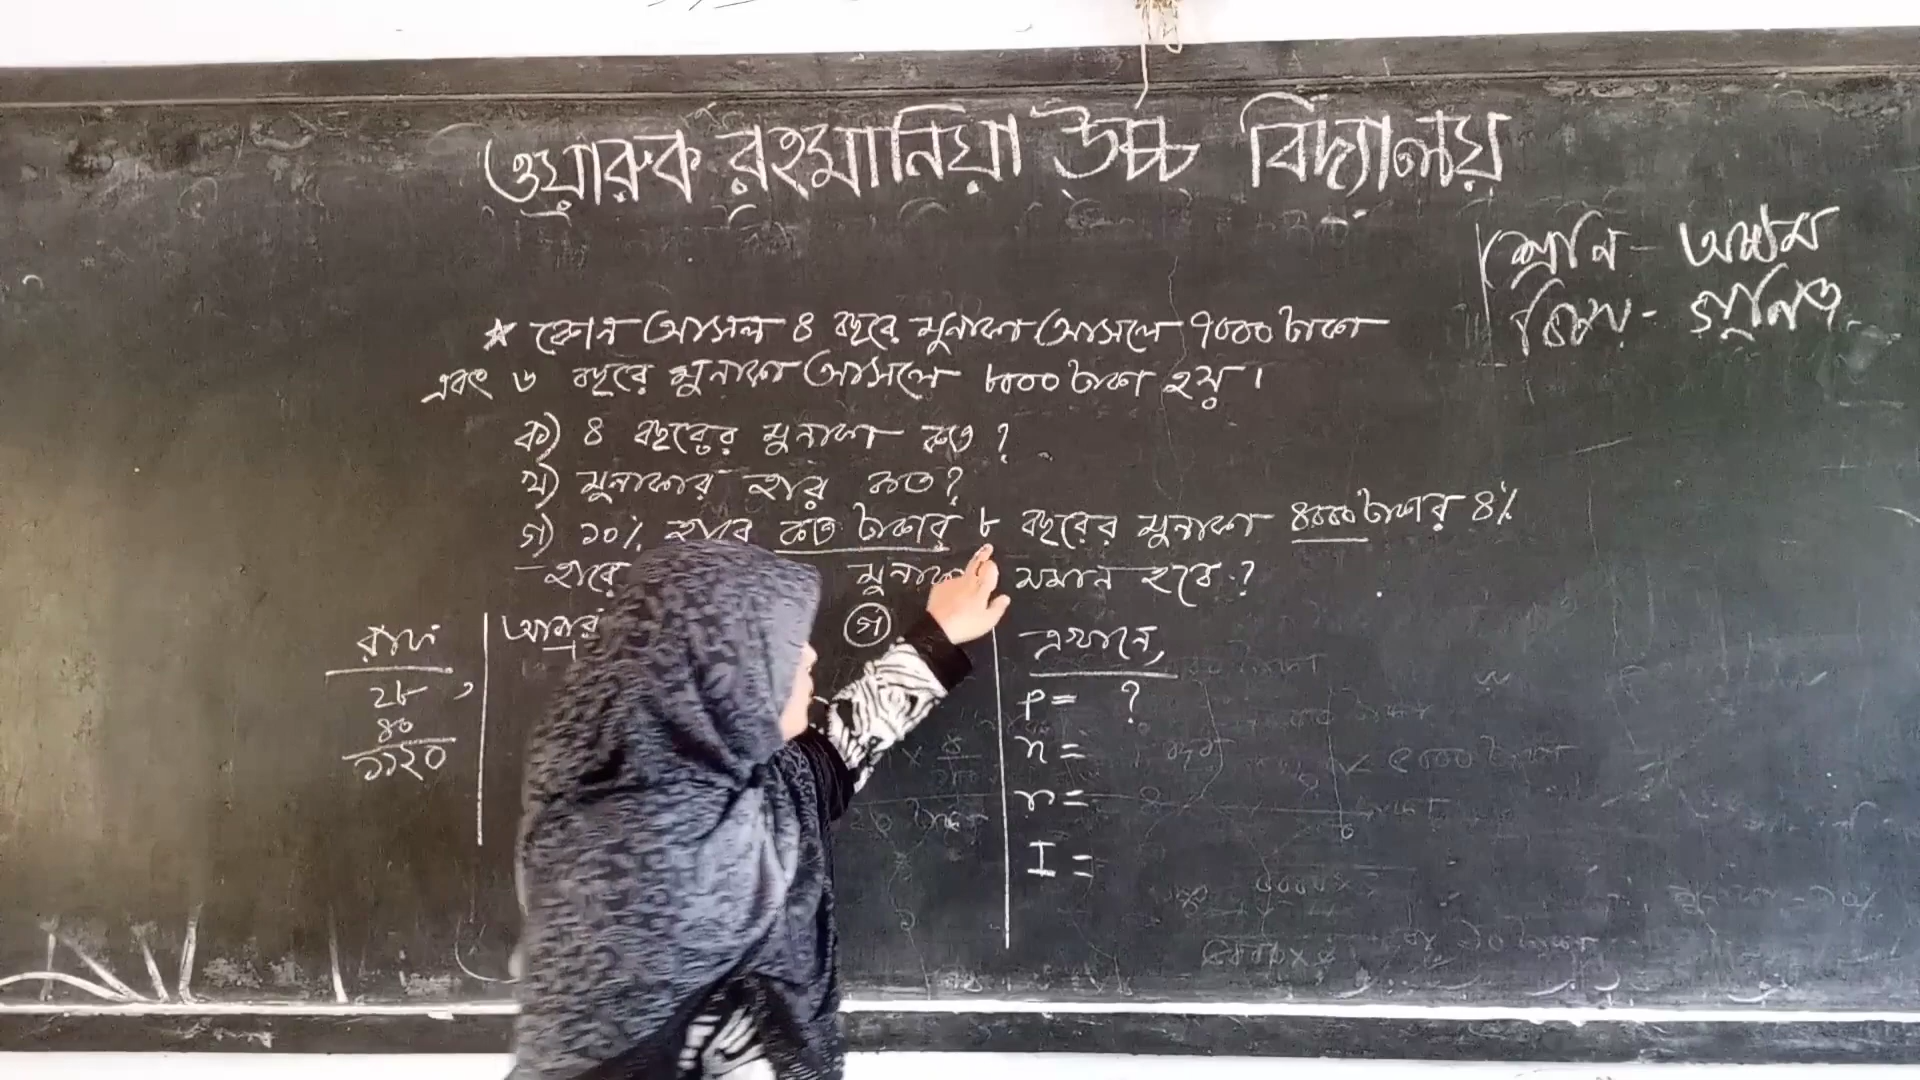 ওয়ারুক রহমানিয়া উচ্চ বিদ্যালয়
শ্রেনি - অষ্টম
বিষয় - গণিত
★ কোন আসল ৪ বছরে মুনাফা আসলে ৭০০০ টাকা
এবং ৬ বছরে মুনাফা আসলে ৮০০০ টাকা হয়।
ক) ৪ বছরের মুনাফা কত?
খ) মুনাফার হার কত?
গ) ১০% হারে কত টাকার ৮ বছরের মুনাফা ৪০০০ টাকার ৪%
হারে মুনাফা সমান হবে?
রাফ
২৮,
৪০
১১২০
গ
এখানে,
P = ?
n =
r =
I =